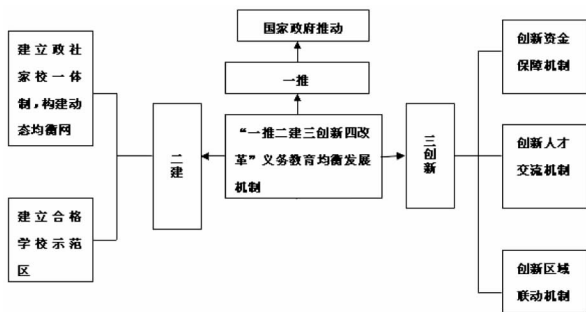 国家政府推动
一推
建立政社
家校一体
制，构建动
态均衡网
建立合格
学校示范
区
二建
“一推二建三创新四改
革”义务教育均衡发展
机制
三创新
创新资金
保障机制
创新人才
交流机制
创新区域
联动机制